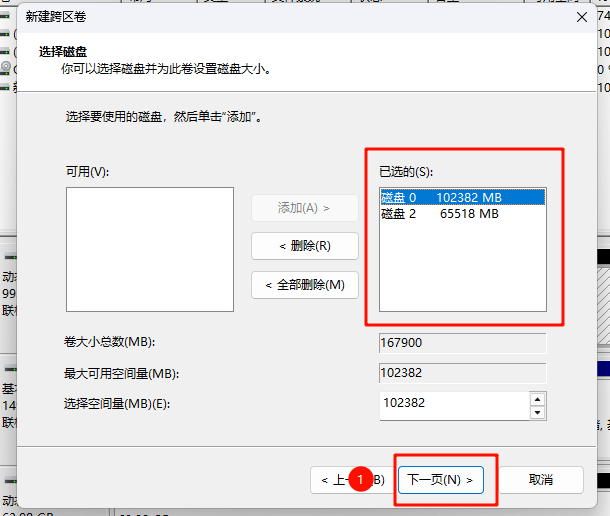 新建跨区卷
选择磁盘
你可以选择磁盘并为此卷设置磁盘大小。
选择要使用的磁盘，然后单击“添加”。
可用(V):
已选的(S):
磁盘 0 102382 MB
磁盘 2 65518 MB
添加(A) >
< 删除(R)
< 全部删除(M)
卷大小总数(MB):
167900
最大可用空间量(MB):
102382
选择空间量(MB)(E):
102382
< 上一
1
B)
下一页(N) >
取消